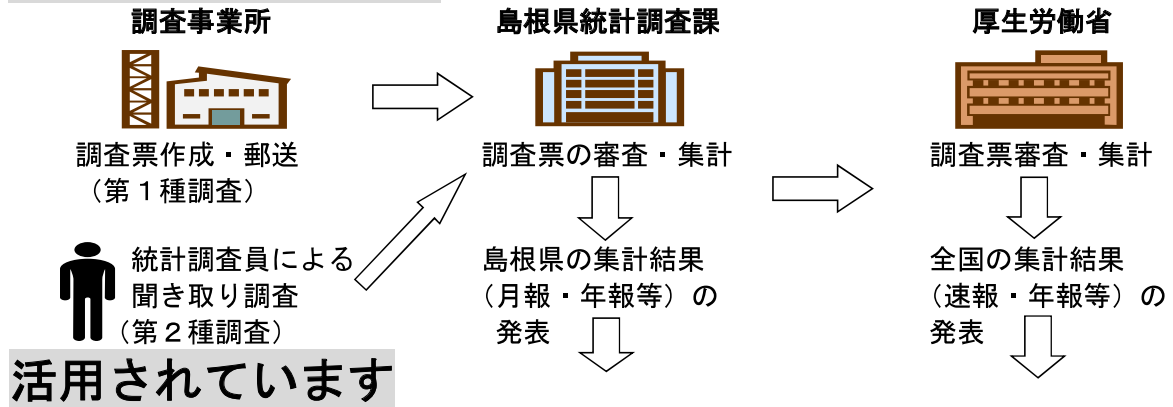 調査事業所
調査票作成・郵送
(第１種調査)
統計調査員による
聞き取り調査
(第２種調査)
島根県統計調査課
調査票の審査・集計
島根県の集計結果
(月報・年報等)の
発表
厚生労働省
調査票審査・集計
全国の集計結果
(速報・年報等)の
発表
活用されています